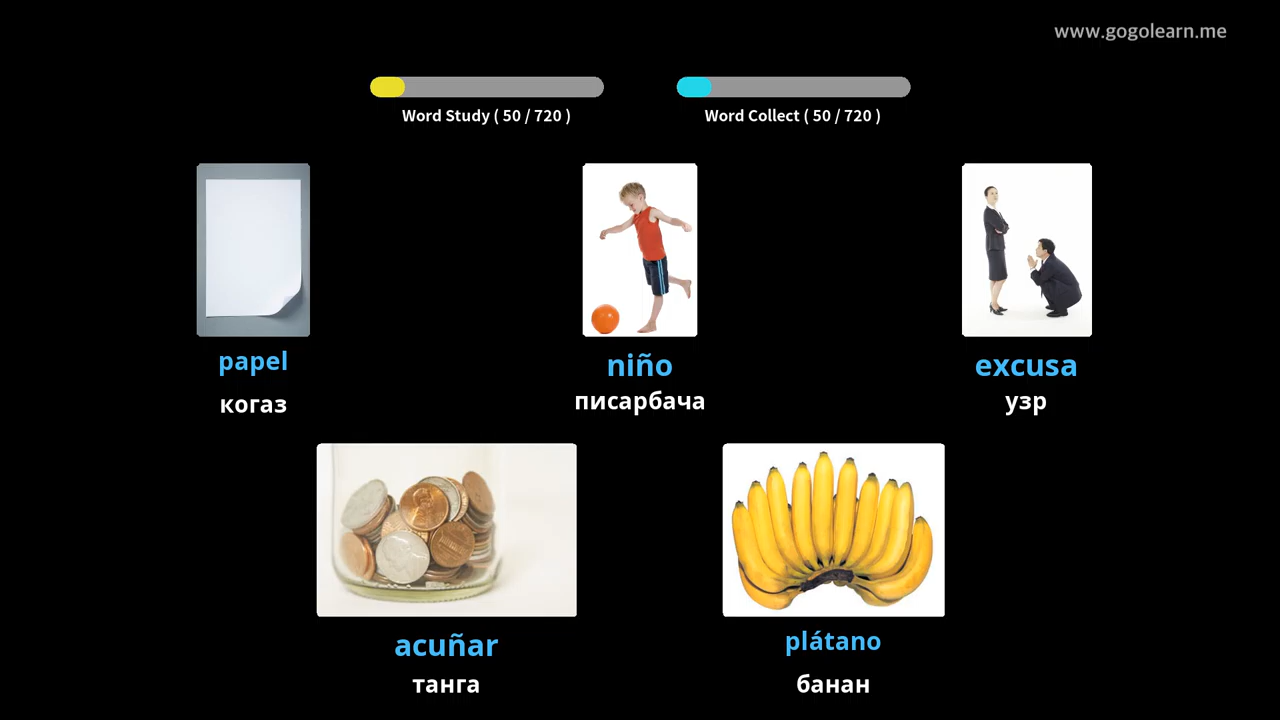 www.gogolearn.me
Word Study ( 50 / 720 )
Word Collect ( 50 / 720 )
papel
niño
excusa
когаз
писарбача
узр
acuñar
plátano
танга
банан